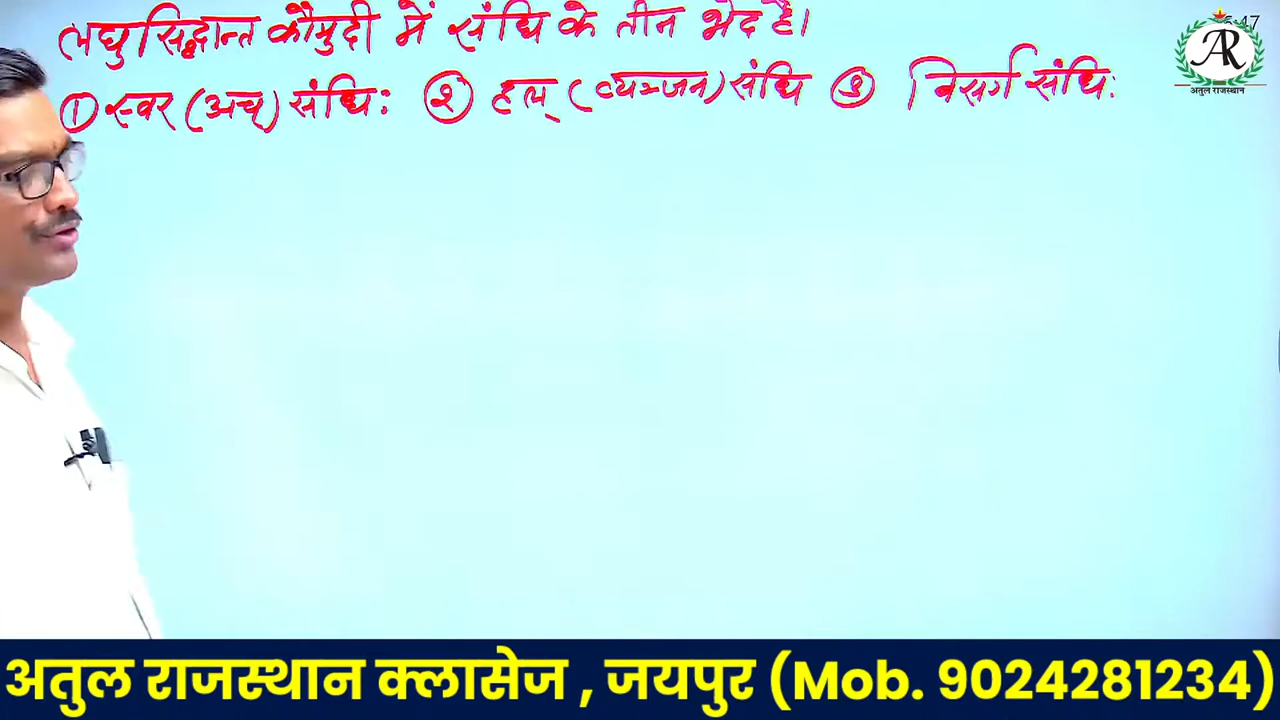 लघु सिद्धान्त कौमुदी में संधि के तीन भेद है।
① स्वर (अच्) संधिः ② हल् (व्यञ्जन) संधि ③ विसर्ग संधिः
AR
अतुल राजस्थान
अतुल राजस्थान क्लासेज , जयपुर (Mob. 9024281234)